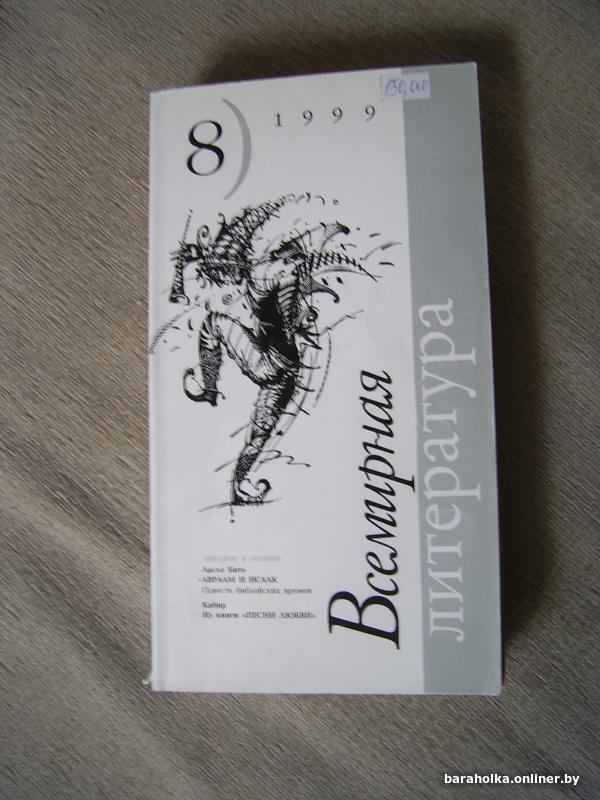 150,000
8) 1999
Всемирная
литература
ЧИТАЙТЕ В НОМЕРЕ:
Ласло Бито
АВРААМ И ИСААК
Повесть библейских времен
Кабир
Из книги «ПЕСНИ ЛЮБВИ»
baraholka.onliner.by